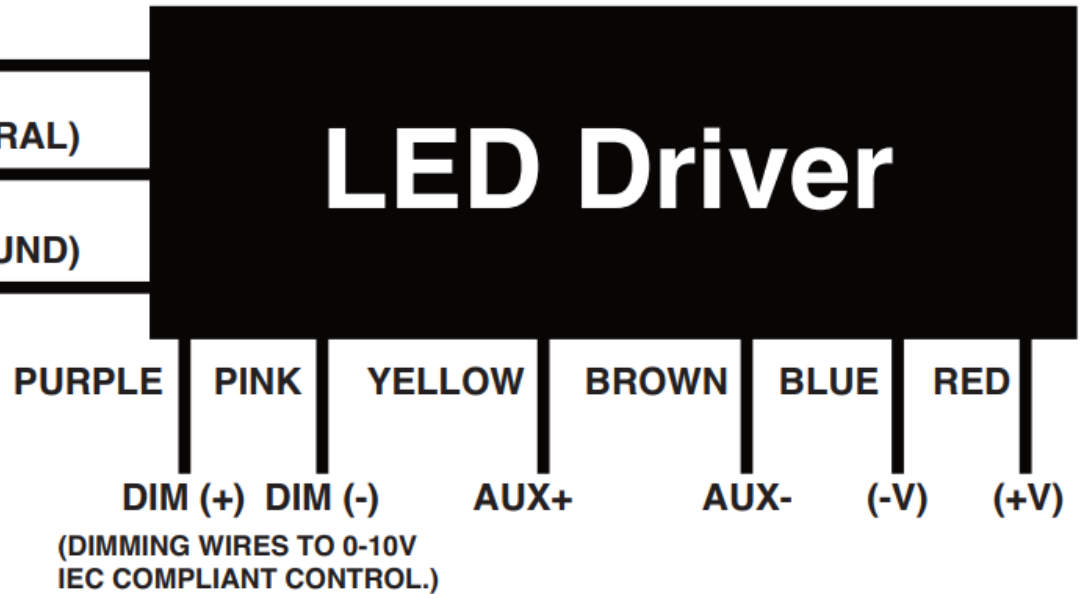 LED Driver
RAL)
UND)
PURPLE PINK YELLOW BROWN BLUE RED
DIM (+) DIM (-) AUX+ AUX- (-V) (+V)
(DIMMING WIRES TO 0-10V
IEC COMPLIANT CONTROL.)